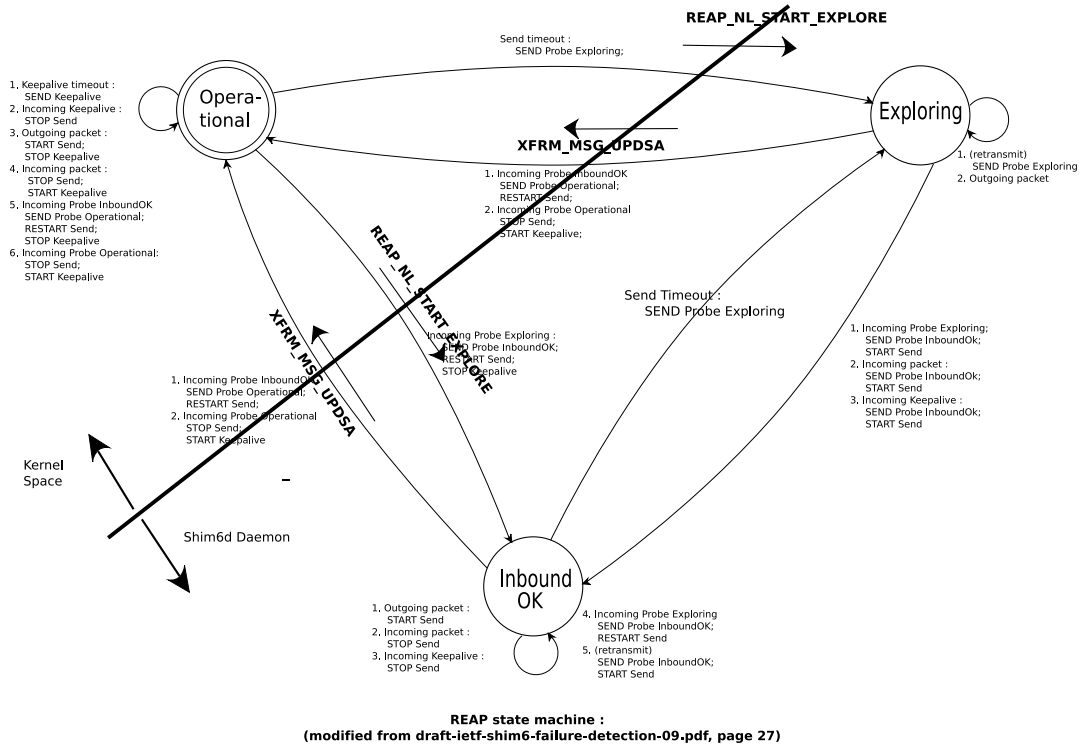 REAP_NL_START_EXPLORE
Send timeout :
SEND Probe Exploring;
1, Keepalive timeout :
SEND Keepalive
2, Incoming Keepalive :
STOP Send
3, Outgoing packet :
START Send;
STOP Keepalive
4, Incoming packet :
STOP Send;
START Keepalive
5, Incoming Probe InboundOK
SEND Probe Operational;
RESTART Send;
STOP Keepalive
6, Incoming Probe Operational:
STOP Send;
START Keepalive
Opera-
tional
Exploring
XFRM_MSG_UPDSA
1. (retransmit)
SEND Probe Exploring
2. Outgoing packet
1, Incoming Probe InboundOK
SEND Probe Operational;
RESTART Send;
2, Incoming Probe Operational
STOP Send;
START Keepalive;
REAP_NL_START_EXPLORE
Send Timeout :
SEND Probe Exploring
Incoming Probe Exploring :
SEND Probe InboundOK;
RESTART Send;
STOP Keepalive
1, Incoming Probe Exploring;
SEND Probe InboundOk;
START Send
2, Incoming packet :
SEND Probe InboundOk;
START Send
3, Incoming Keepalive :
SEND Probe InboundOk;
START Send
XFRM_MSG_UPDSA
1, Incoming Probe InboundOK
SEND Probe Operational;
RESTART Send;
2, Incoming Probe Operational
STOP Send;
START Keepalive
Kernel
Space
Shim6d Daemon
Inbound
OK
1, Outgoing packet :
START Send
2, Incoming packet :
STOP Send
3, Incoming Keepalive :
STOP Send
4, Incoming Probe Exploring
SEND Probe InboundOK;
RESTART Send
5, (retransmit)
SEND Probe InboundOK;
START Send
REAP state machine :
(modified from draft-ietf-shim6-failure-detection-09.pdf, page 27)